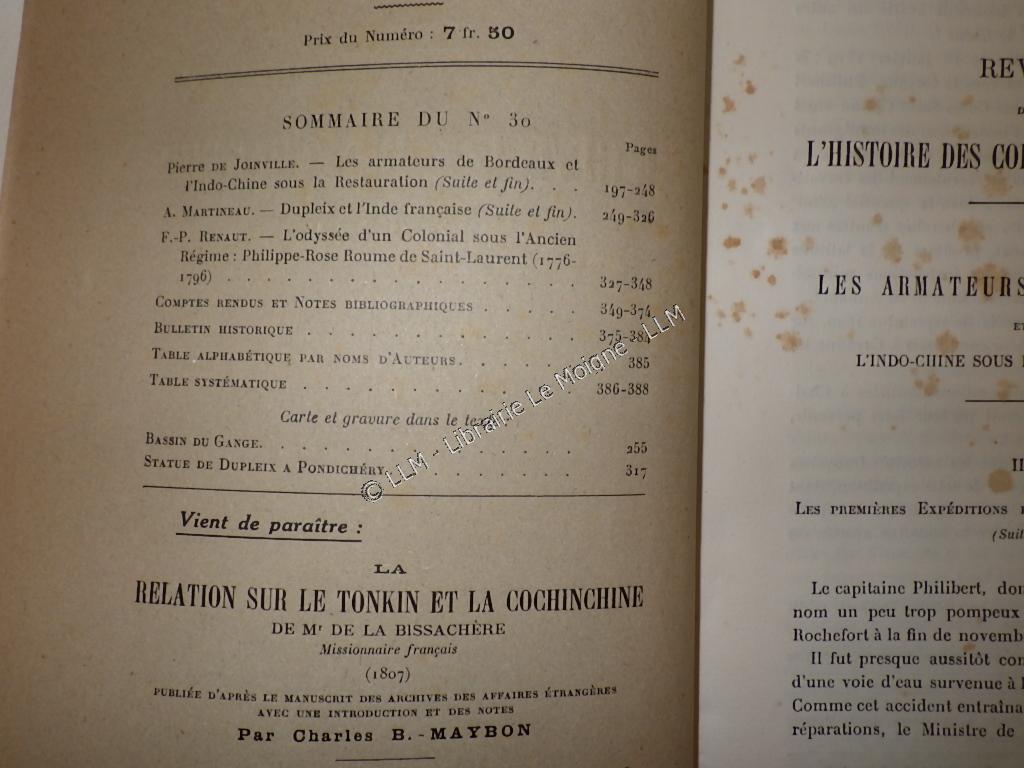 Prix du Numéro : 7 fr. 50
SOMMAIRE DU N° 30
Pages
Pierre DE JOINVILLE. — Les armateurs de Bordeaux et
l'Indo-Chine sous la Restauration (Suite et fin). . . 197-248
A. MARTINEAU. — Dupleix et l'Inde française (Suite et fin). 249-326
F.-P. RENAUT. — L'odyssée d'un Colonial sous l'Ancien
Régime : Philippe-Rose Roume de Saint-Laurent (1776-
1796) . . . . . . . . . . . . . . . . 327-348
COMPTES RENDUS ET NOTES BIBLIOGRAPHIQUES . . . . . 349-374
BULLETIN HISTORIQUE . . . . . . . . . . . . 375-384
TABLE ALPHABÉTIQUE PAR NOMS D'AUTEURS. . . . . . 385
TABLE SYSTÉMATIQUE . . . . . . . . . . . . 386-388
Carte et gravure dans le texte
BASSIN DU GANGE. . . . . . . . . . . . . . 255
STATUE DE DUPLEIX A PONDICHÉRY. . . . . . . . 317
© LLM - Librairie Le Moigne - LLM
Vient de paraître :
LA
RELATION SUR LE TONKIN ET LA COCHINCHINE
DE Mr DE LA BISSACHÈRE
Missionnaire français
(1807)
PUBLIÉE D'APRÈS LE MANUSCRIT DES ARCHIVES DES AFFAIRES ÉTRANGÈRES
AVEC UNE INTRODUCTION ET DES NOTES
Par Charles B.-MAYBON
REV
L'HISTOIRE DES CO
LES ARMATEURS
L'INDO-CHINE SOUS
II
LES PREMIÈRES EXPÉDITIONS
(Suit
Le capitaine Philibert, don
nom un peu trop pompeux
Rochefort à la fin de novemb
Il fut presque aussitôt con
d'une voie d'eau survenue à
Comme cet accident entraîna
réparations, le Ministre de